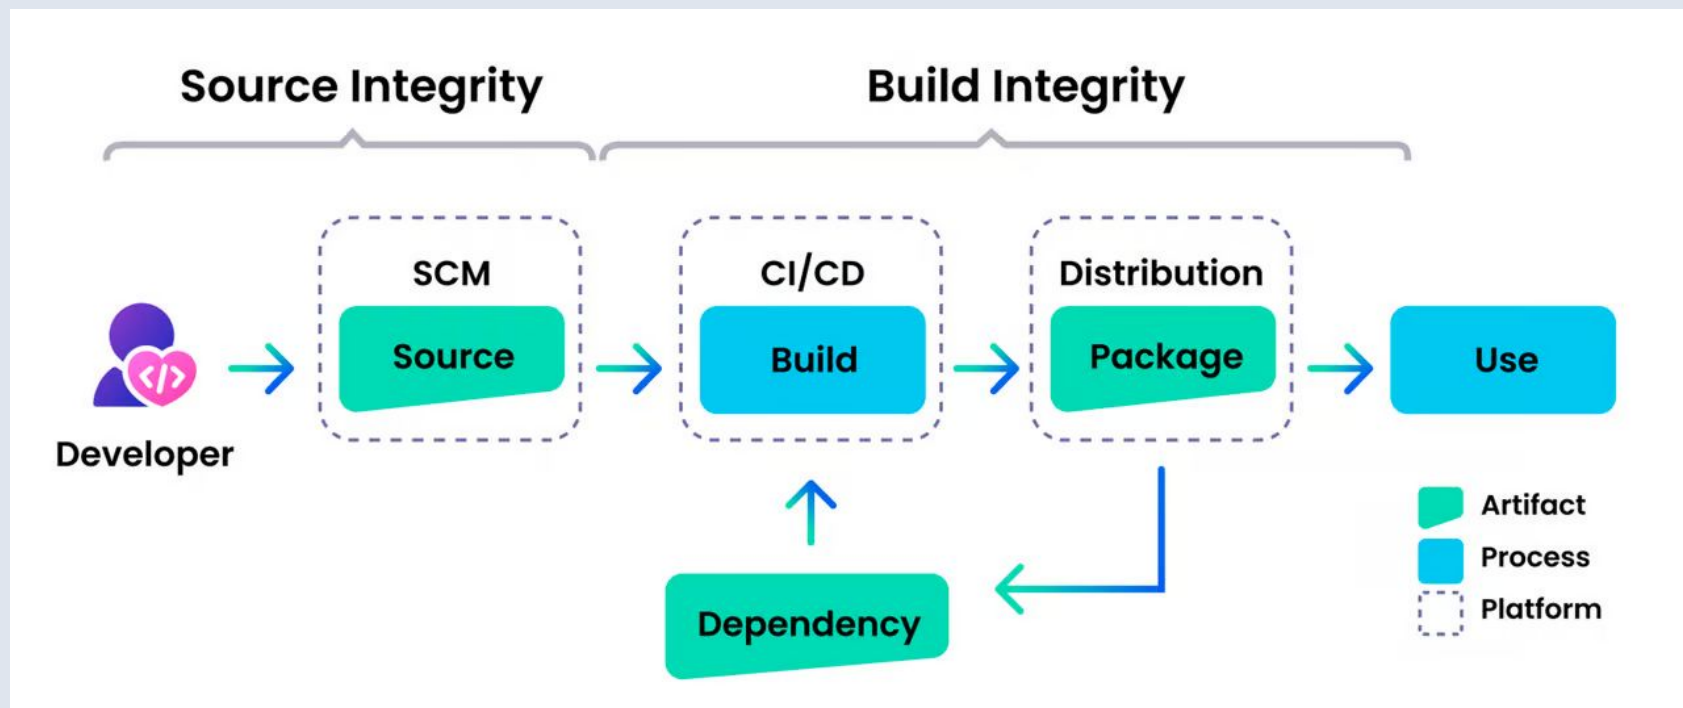 Source Integrity
Build Integrity
SCM
CI/CD
Distribution
Source
Build
Package
Use
</>
Developer
Dependency
Artifact
Process
Platform